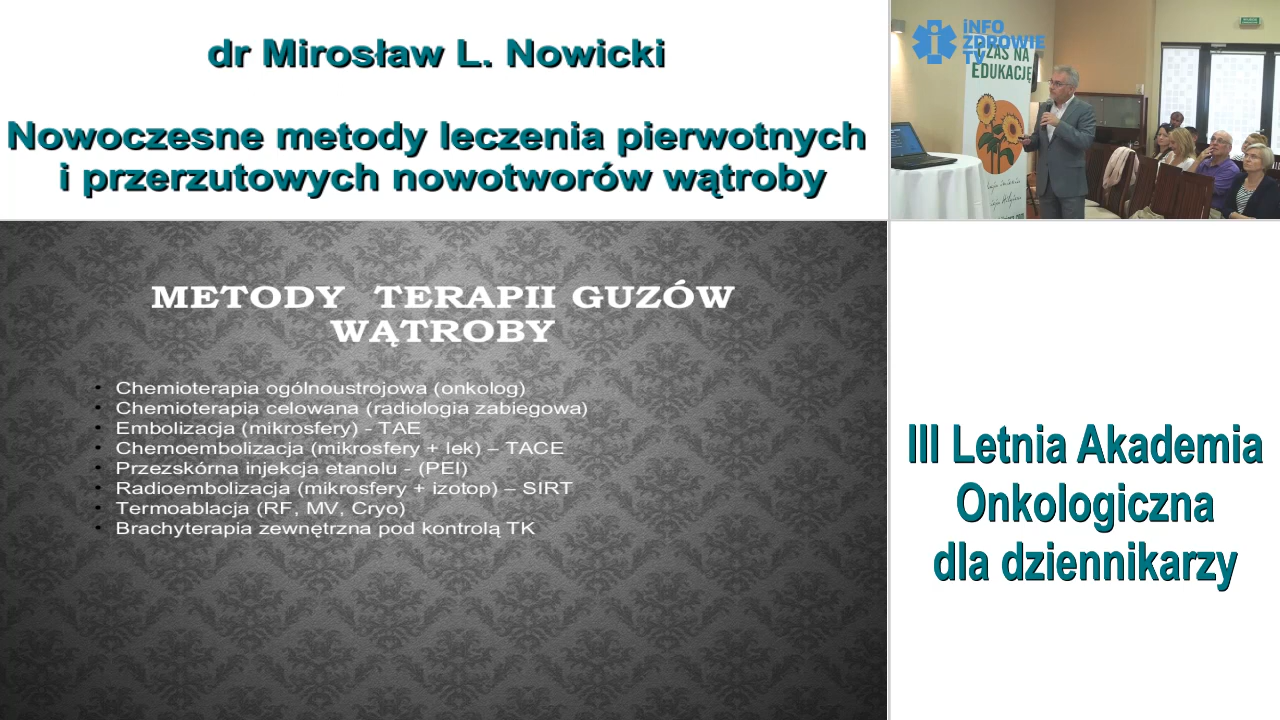 dr Mirosław L. Nowicki
Nowoczesne metody leczenia pierwotnych
i przerzutowych nowotworów wątroby
iNFO
ZDROWIE
TV
CZAS NA
EDUKACJĘ
METODY TERAPII GUZÓW
WĄTROBY
• Chemioterapia ogólnoustrojowa (onkolog)
• Chemioterapia celowana (radiologia zabiegowa)
• Embolizacja (mikrosfery) - TAE
• Chemoembolizacja (mikrosfery + lek) – TACE
• Przezskórna injekcja etanolu - (PEI)
• Radioembolizacja (mikrosfery + izotop) – SIRT
• Termoablacja (RF, MV, Cryo)
• Brachyterapia zewnętrzna pod kontrolą TK
III Letnia Akademia
Onkologiczna
dla dziennikarzy